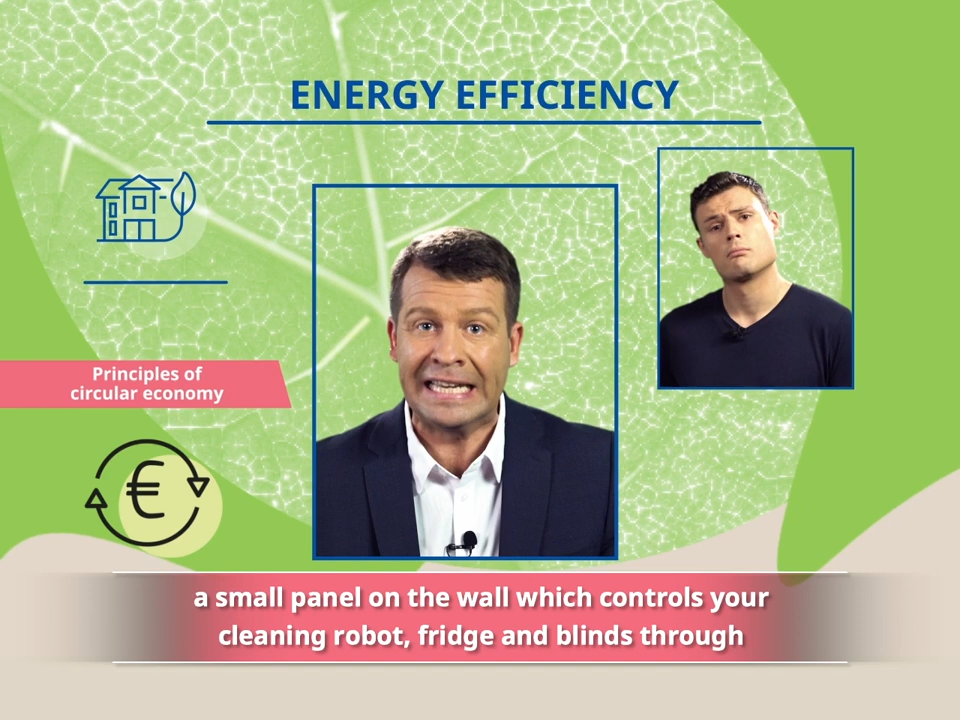 ENERGY EFFICIENCY
Principles of
circular economy
€
a small panel on the wall which controls your
cleaning robot, fridge and blinds through